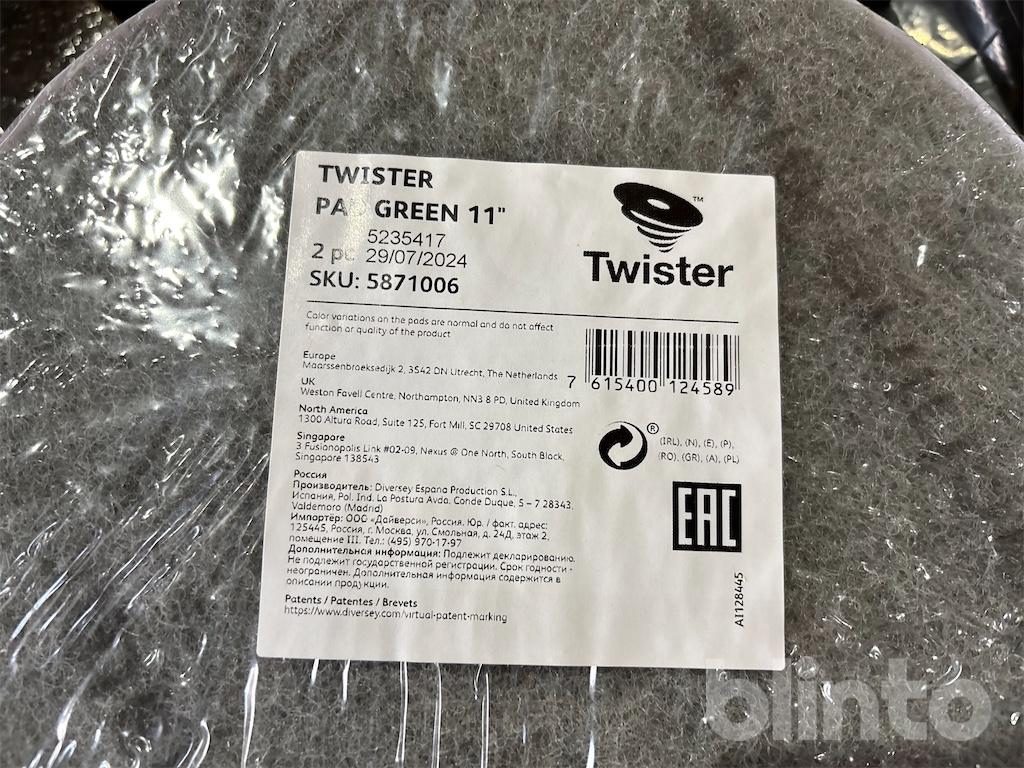 TWISTER
PAD GREEN 11"
5235417
2 pc 29/07/2024
SKU: 5871006
Twister
TM
Color variations on the pads are normal and do not affect
function or quality of the product
Europe
Maarssenbroeksedijk 2, 3542 DN Utrecht, The Netherlands
UK
Weston Favell Centre, Northampton, NN3 8 PD, United Kingdom
North America
1300 Altura Road, Suite 125, Fort Mill, SC 29708 United States
Singapore
3 Fusionopolis Link #02-09, Nexus @ One North, South Black,
Singapore 138543
Россия
Производитель: Diversey Espana Production S.L.,
Испания, Pol. Ind. La Postura Avda. Conde Duque, 5 – 7 28343,
Valdemoro (Madrid)
Импортёр: ООО «Дайверси», Россия. Юр. / факт. адрес:
125445, Россия, г. Москва, ул. Смольная, д. 24Д, этаж 2,
помещение III. Тел.: (495) 970-17-97
Дополнительная информация: Подлежит декларированию.
Не подлежит государственной регистрации. Срок годности -
неограничен. Дополнительная информация содержится в
описании продукции.
Patents / Patentes / Brevets
https://www.diversey.com/virtual-patent-marking
7 615400 124589
®
(IRL), (N), (E), (P),
(RO), (GR), (A), (PL)
EAC
AI128445
blinto